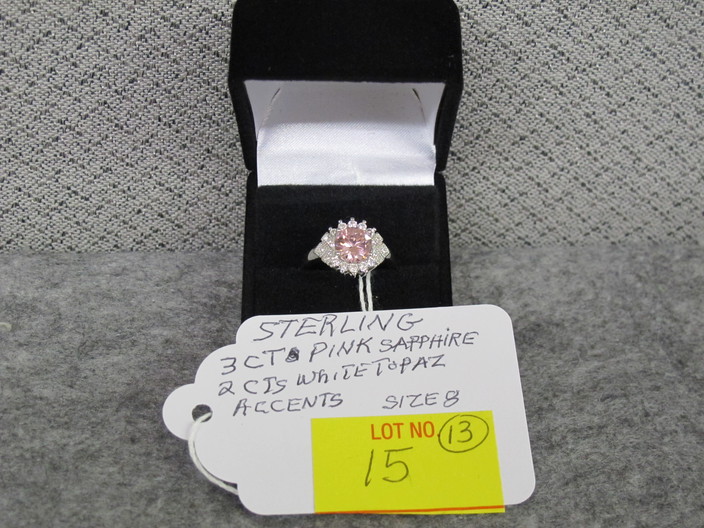 STERLING
3 CTS PINK SAPPHIRE
2 CTS WHITE TOPAZ
ACCENTS SIZE 8
LOT NO. 13
15